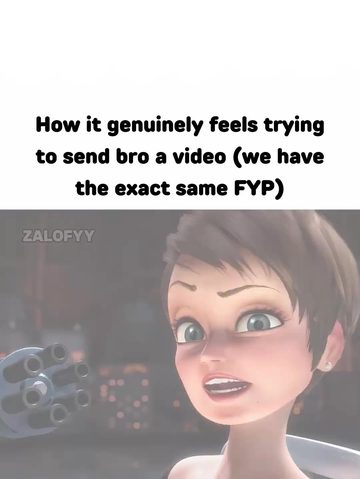 How it genuinely feels trying
to send bro a video (we have
the exact same FYP)
ZALOFYY